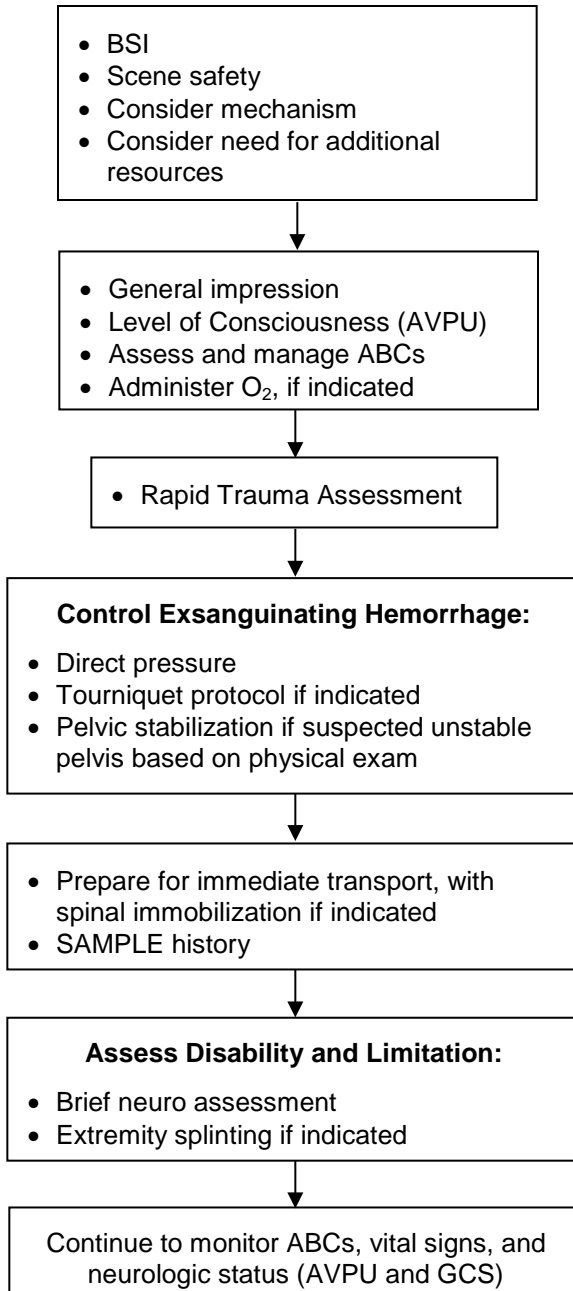 • BSI
• Scene safety
• Consider mechanism
• Consider need for additional
resources
• General impression
• Level of Consciousness (AVPU)
• Assess and manage ABCs
• Administer O₂, if indicated
• Rapid Trauma Assessment
Control Exsanguinating Hemorrhage:
• Direct pressure
• Tourniquet protocol if indicated
• Pelvic stabilization if suspected unstable
pelvis based on physical exam
• Prepare for immediate transport, with
spinal immobilization if indicated
• SAMPLE history
Assess Disability and Limitation:
• Brief neuro assessment
• Extremity splinting if indicated
Continue to monitor ABCs, vital signs, and
neurologic status (AVPU and GCS)